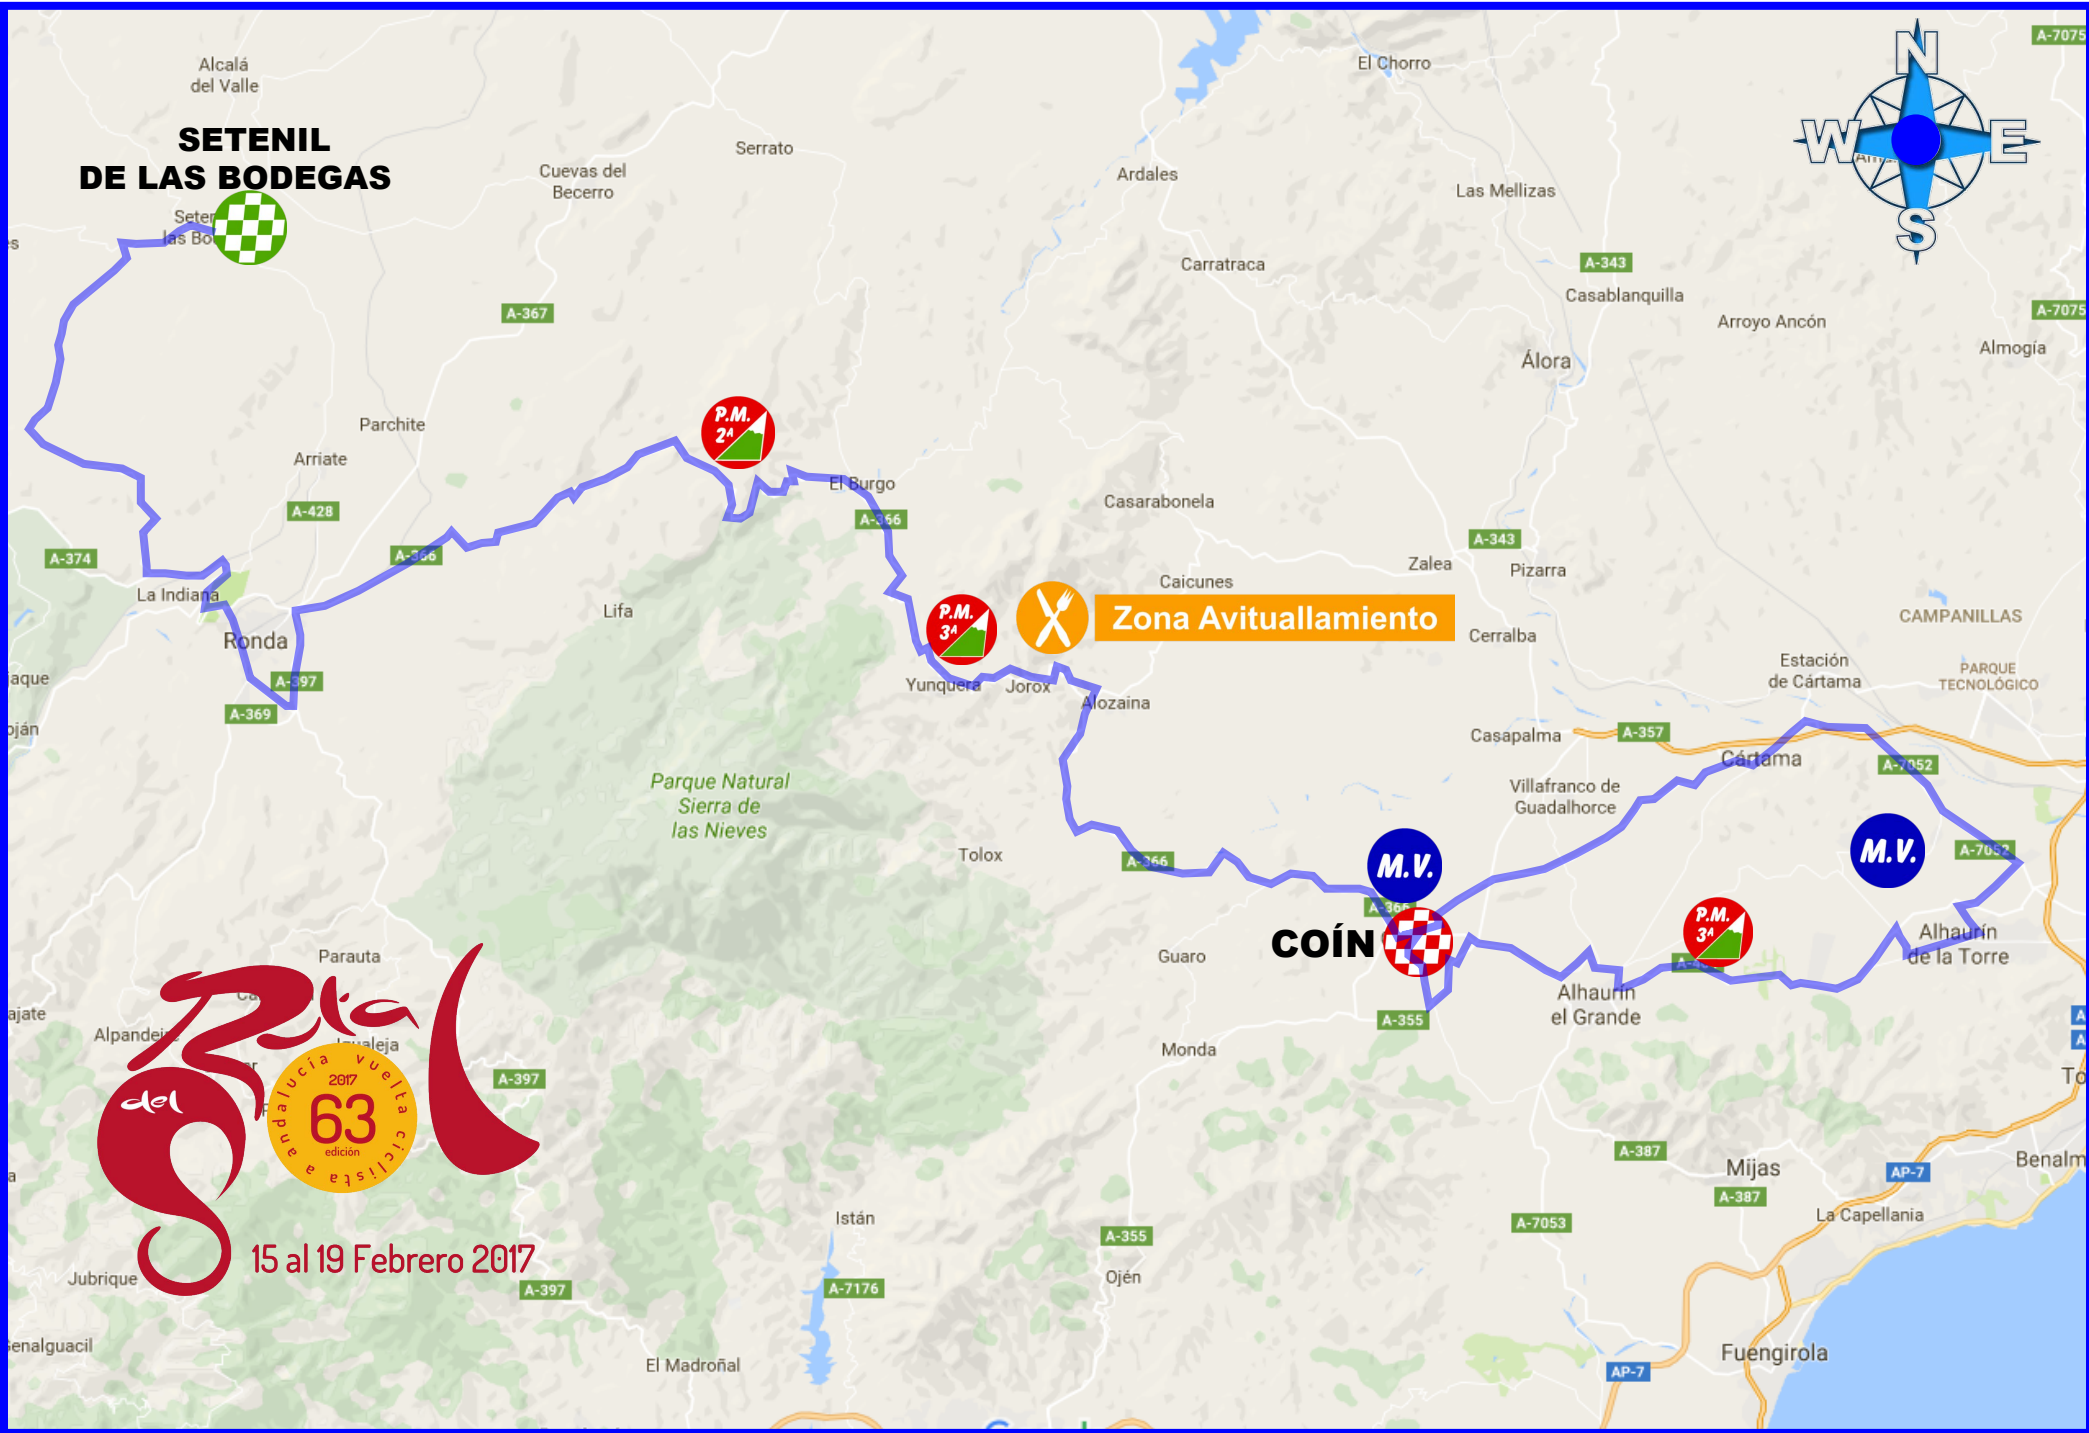 A-7075
N
Alcalá
del Valle
El Chorro
SETENIL
DE LAS BODEGAS
Serrato
W
E
Cuevas del
Becerro
Ardales
Las Mellizas
S
Carratraca
A-343
Casablanquilla
A-367
Arroyo Ancón
A-7075
Almogía
Álora
P.M.
2ª
Parchite
Arriate
El Burgo
Casarabonela
A-428
A-366
A-343
A-374
A-366
Zalea
Pizarra
La Indiana
Caicunes
Lifa
P.M.
3ª
Zona Avituallamiento
CAMPANILLAS
Ronda
Cerralba
Estación
de Cártama
PARQUE
TECNOLÓGICO
A-397
Yunquera
Jorox
Alozaina
A-369
Casapalma
A-357
Cártama
A-7052
Parque Natural
Sierra de
las Nieves
Villafranco de
Guadalhorce
Tolox
A-366
M.V.
M.V.
A-7052
A-366
P.M.
3ª
COÍN
Alhaurín
de la Torre
Parauta
Guaro
Alhaurín
el Grande
A-355
Monda
Rta
del
Sol
andalucía vuelta ciclista a
2017
63
edición
A-397
A-387
Mijas
A-387
AP-7
La Capellania
Istán
A-7053
A-355
15 al 19 Febrero 2017
Jubrique
A-397
A-7176
Ojén
El Madroñal
Fuengirola
AP-7